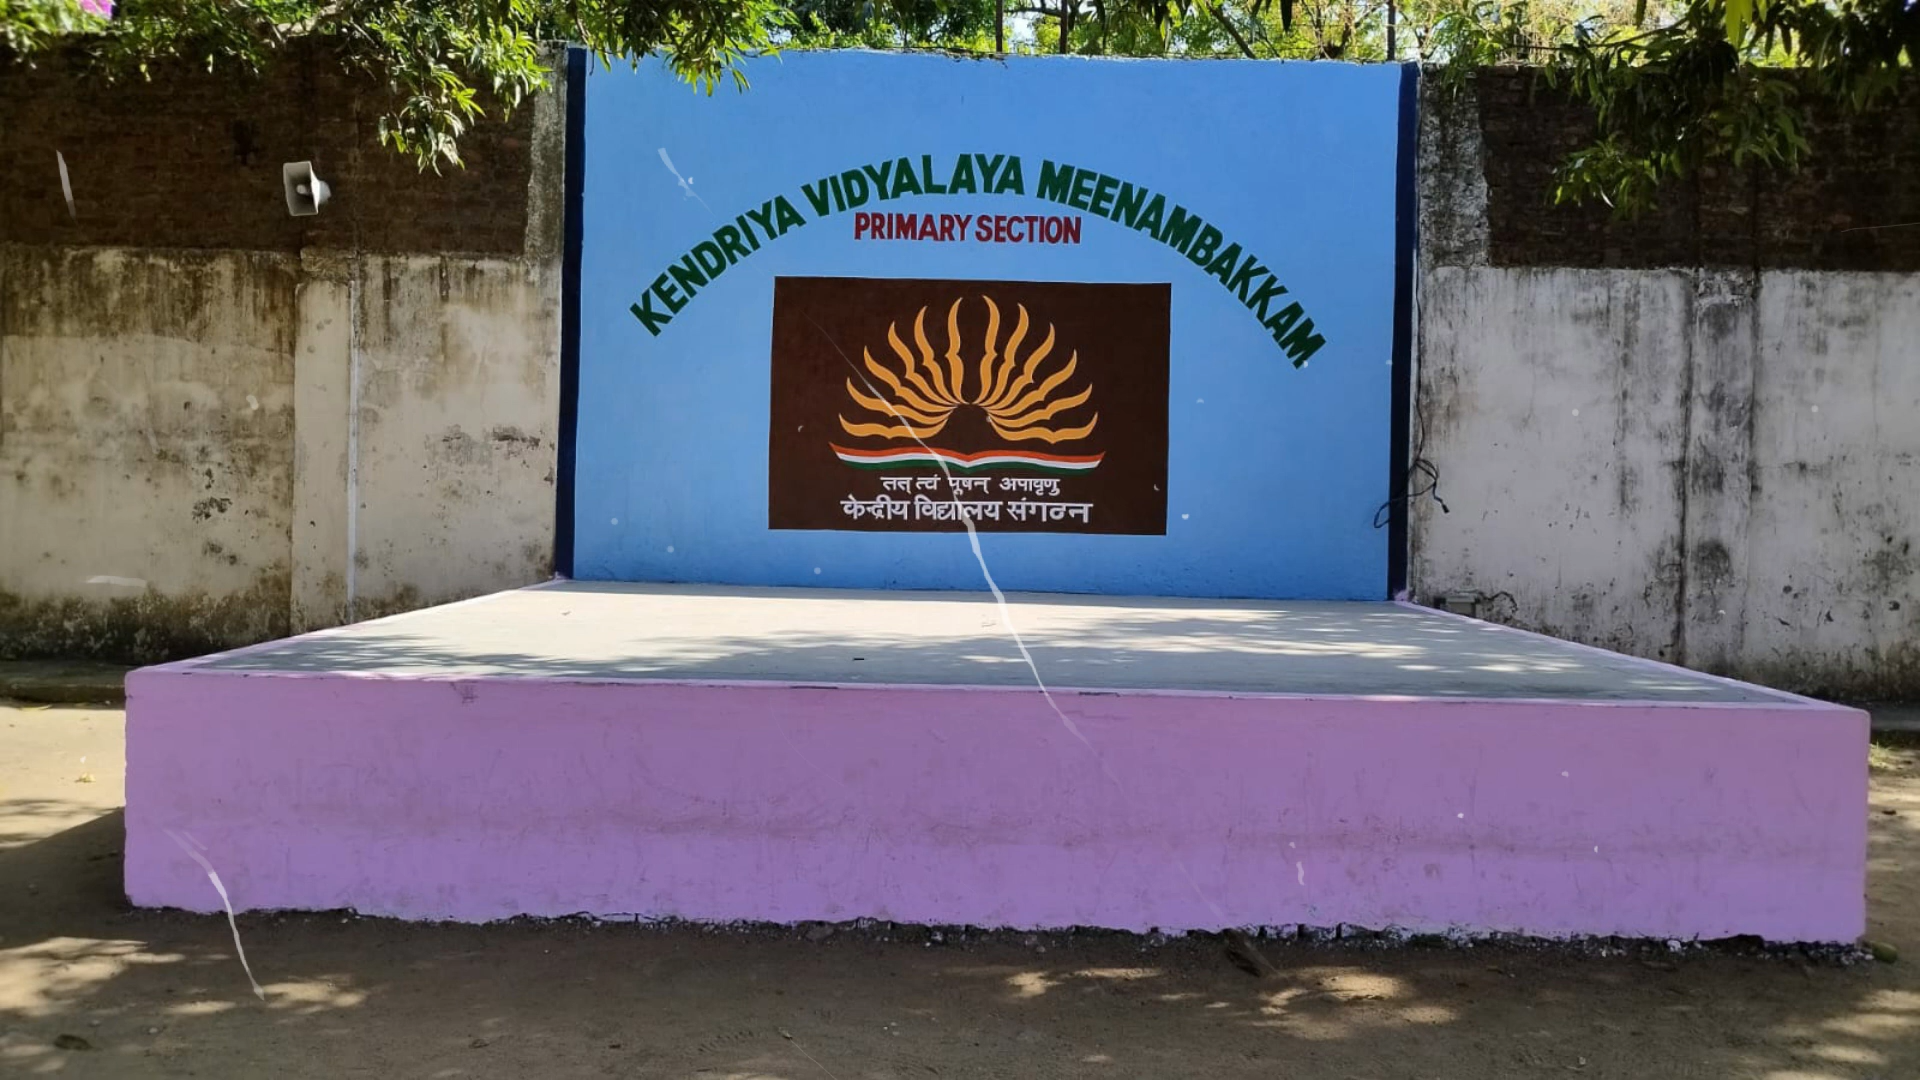 KENDRIYA VIDYALAYA MEENAMBAKKAM
PRIMARY SECTION
तत् त्वं पूषन् अपावृणु
केन्द्रीय विद्यालय संगठन